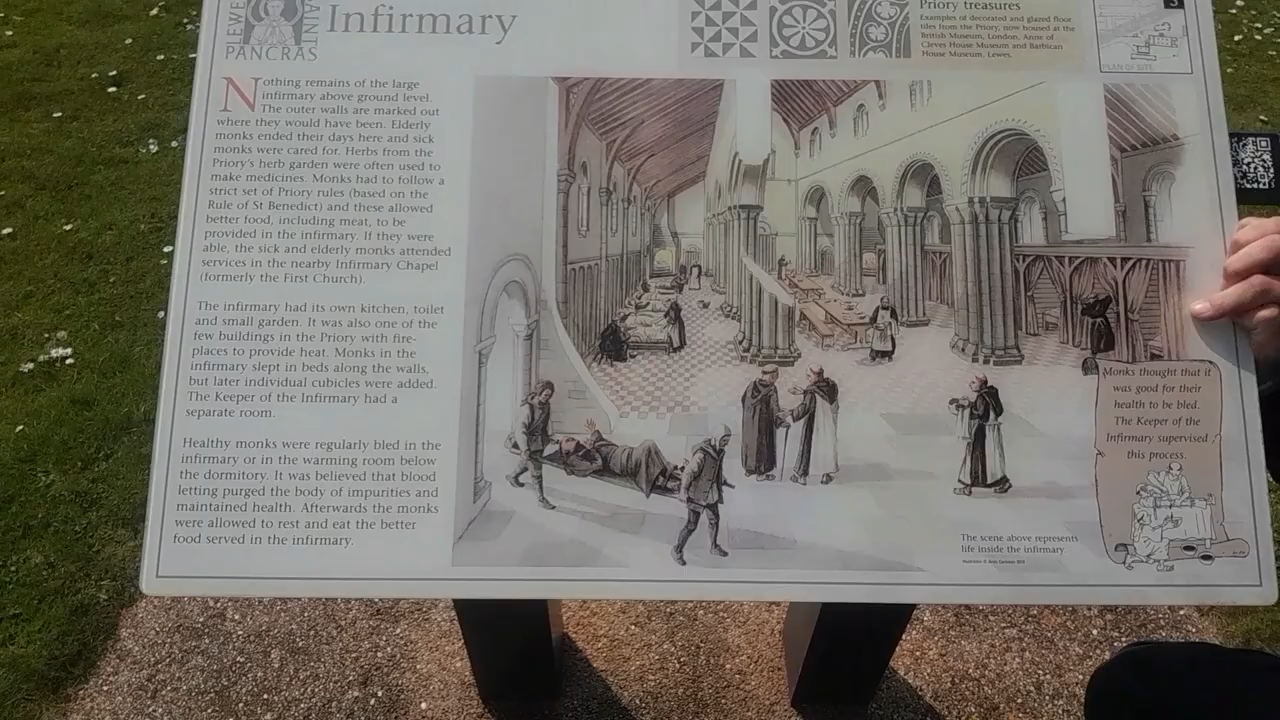 LEWE
AIN
PANCRAS
Infirmary
Priory treasures
Examples of decorated and glazed floor
tiles from the Priory, now housed at the
British Museum, London, Anne of
Cleves House Museum and Barbican
House Museum, Lewes.
3
PLAN OF SITE
Nothing remains of the large
infirmary above ground level.
The outer walls are marked out
where they would have been. Elderly
monks ended their days here and sick
monks were cared for. Herbs from the
Priory's herb garden were often used to
make medicines. Monks had to follow a
strict set of Priory rules (based on the
Rule of St Benedict) and these allowed
better food, including meat, to be
provided in the infirmary. If they were
able, the sick and elderly monks attended
services in the nearby Infirmary Chapel
(formerly the First Church).
The infirmary had its own kitchen, toilet
and small garden. It was also one of the
few buildings in the Priory with fire-
places to provide heat. Monks in the
infirmary slept in beds along the walls,
but later individual cubicles were added.
The Keeper of the Infirmary had a
separate room.
Healthy monks were regularly bled in the
infirmary or in the warming room below
the dormitory. It was believed that blood
letting purged the body of impurities and
maintained health. Afterwards the monks
were allowed to rest and eat the better
food served in the infirmary.
Monks thought that it
was good for their
health to be bled.
The Keeper of the
Infirmary supervised
this process.
The scene above represents
life inside the infirmary